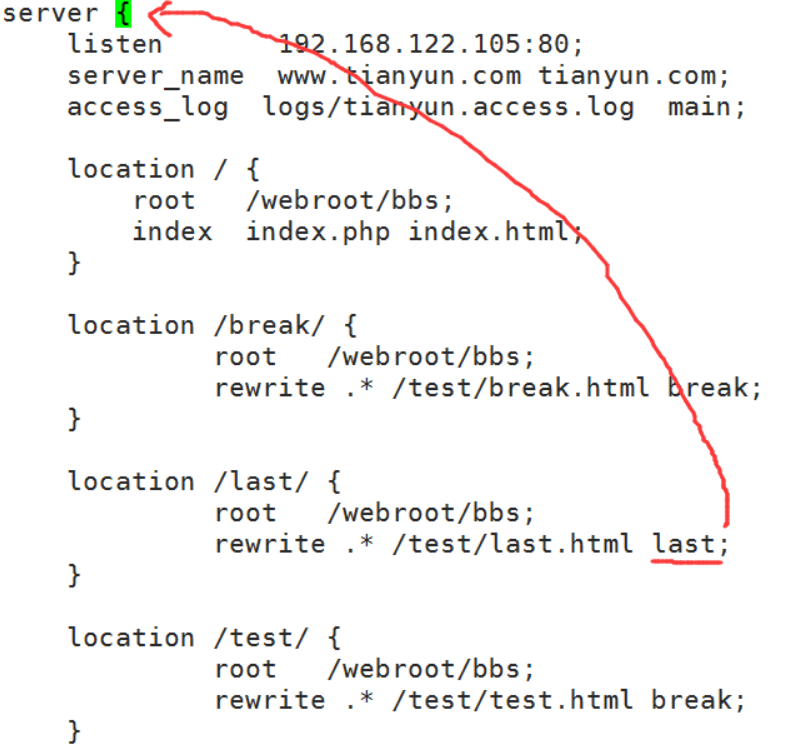 server {
    listen       192.168.122.105:80;
    server_name  www.tianyun.com tianyun.com;
    access_log  logs/tianyun.access.log  main;
    location / {
        root   /webroot/bbs;
        index  index.php index.html;
    }
    location /break/ {
             root   /webroot/bbs;
             rewrite .* /test/break.html break;
    }
    location /last/ {
             root   /webroot/bbs;
             rewrite .* /test/last.html last;
    }
    location /test/ {
             root   /webroot/bbs;
             rewrite .* /test/test.html break;
    }